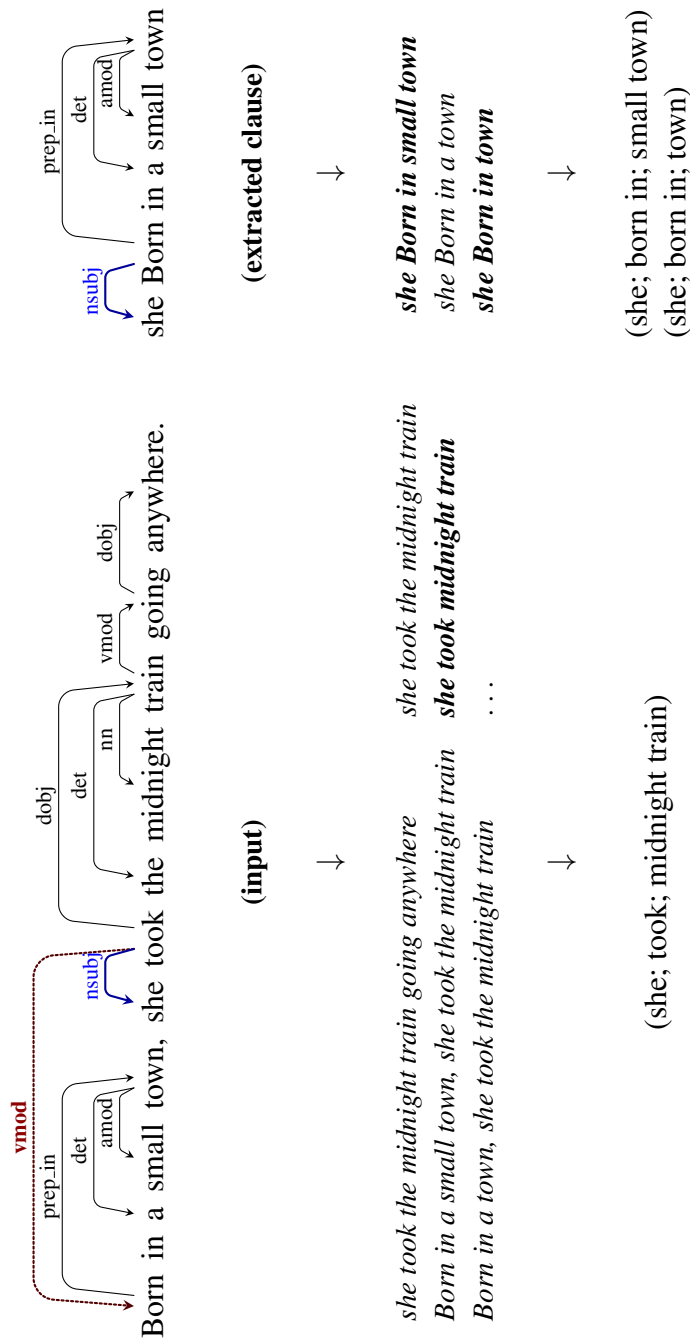 vmod
prep_in
det
amod
nsubj
dobj
det
nn
vmod
dobj
Born in a small town, she took the midnight train going anywhere.
(input)
↓
she took the midnight train going anywhere
Born in a small town, she took the midnight train
Born in a town, she took the midnight train
she took the midnight train
she took midnight train
. . .
↓
(she; took; midnight train)
nsubj
prep_in
det
amod
she Born in a small town
(extracted clause)
↓
she Born in small town
she Born in a town
she Born in town
↓
(she; born in; small town)
(she; born in; town)